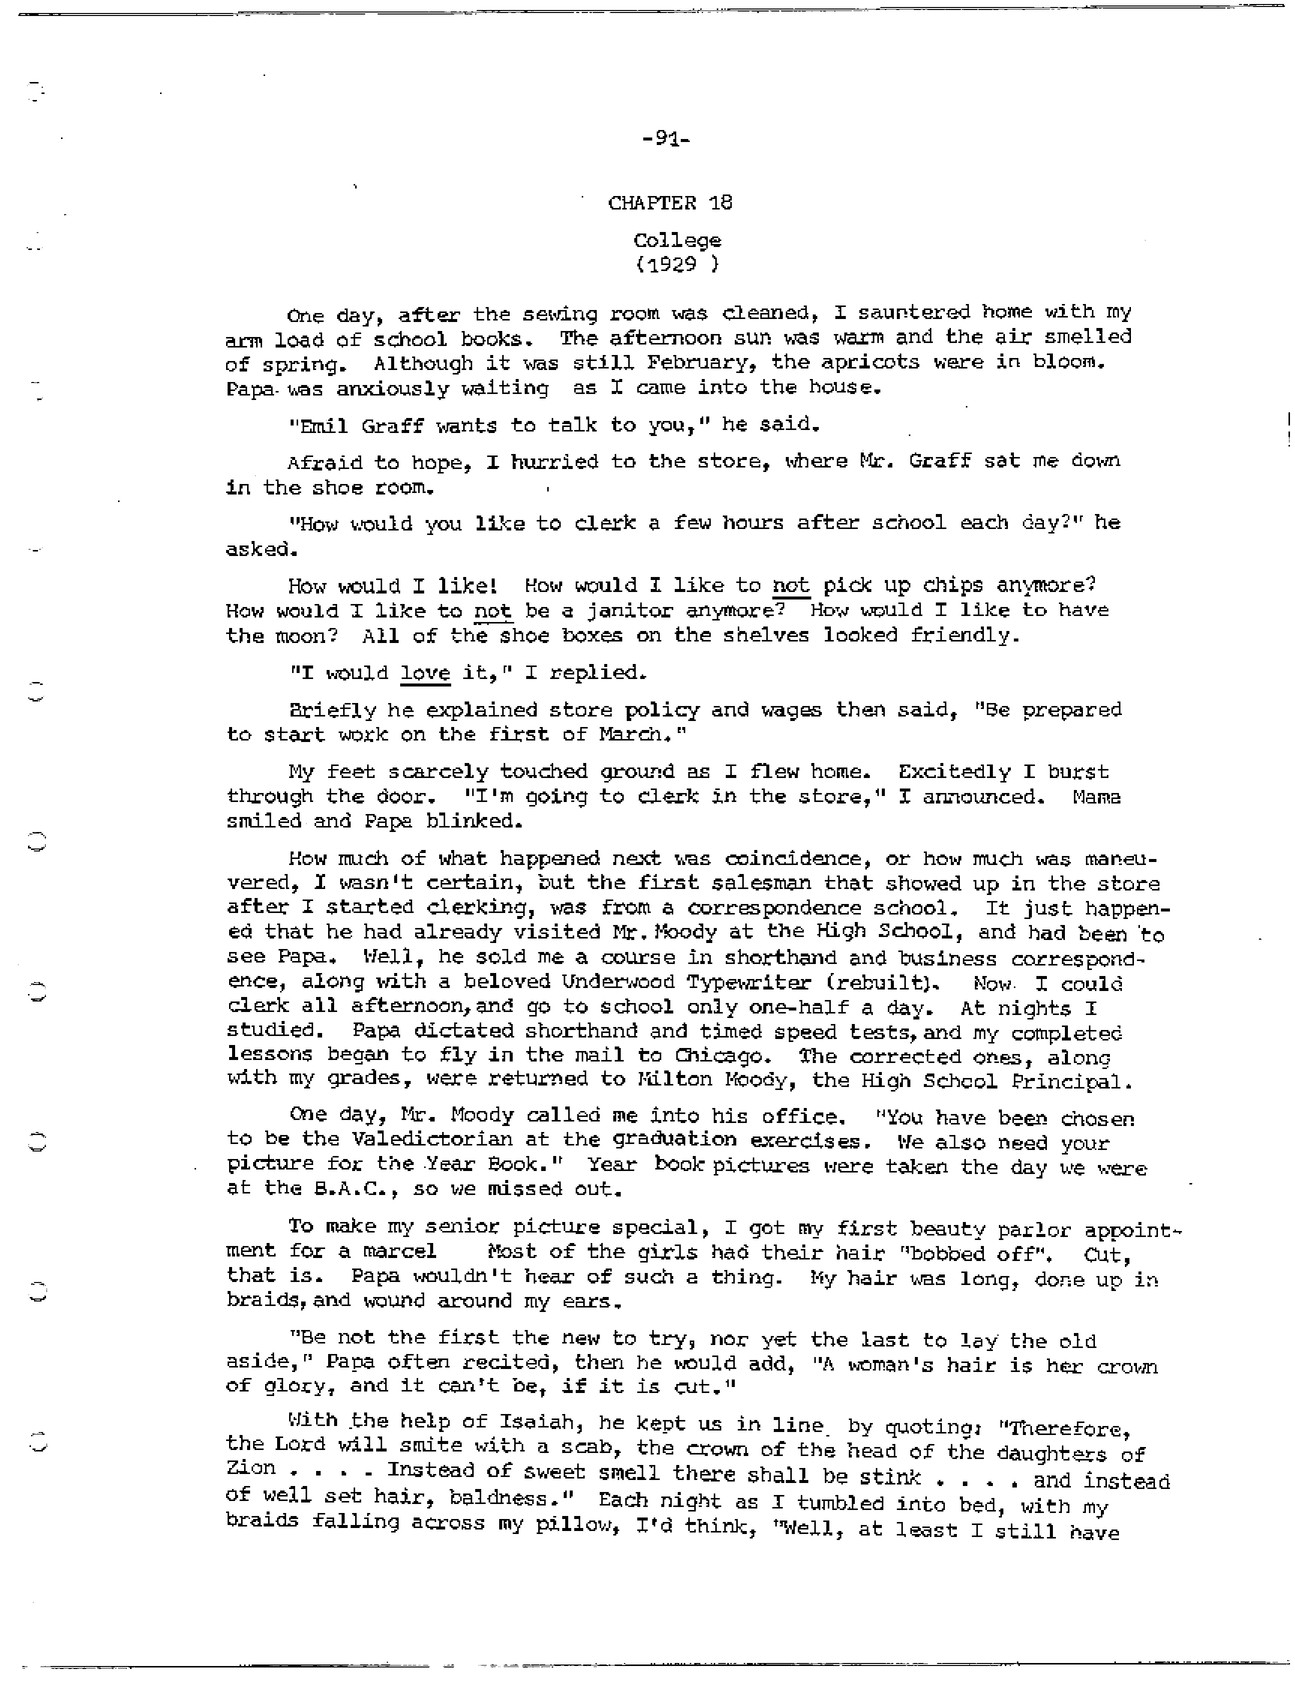 -91-
CHAPTER 18
College
(1929 )
One day, after the sewing room was cleaned, I sauntered home with my
arm load of school books. The afternoon sun was warm and the air smelled
of spring. Although it was still February, the apricots were in bloom.
Papa was anxiously waiting as I came into the house.
"Emil Graff wants to talk to you," he said.
Afraid to hope, I hurried to the store, where Mr. Graff sat me down
in the shoe room.
"How would you like to clerk a few hours after school each day?" he
asked.
How would I like! How would I like to not pick up chips anymore?
How would I like to not be a janitor anymore? How would I like to have
the moon? All of the shoe boxes on the shelves looked friendly.
"I would love it," I replied.
Briefly he explained store policy and wages then said, "Be prepared
to start work on the first of March."
My feet scarcely touched ground as I flew home. Excitedly I burst
through the door. "I'm going to clerk in the store," I announced. Mama
smiled and Papa blinked.
How much of what happened next was coincidence, or how much was maneu-
vered, I wasn't certain, but the first salesman that showed up in the store
after I started clerking, was from a correspondence school. It just happen-
ed that he had already visited Mr. Moody at the High School, and had been to
see Papa. Well, he sold me a course in shorthand and business correspond-
ence, along with a beloved Underwood Typewriter (rebuilt). Now I could
clerk all afternoon, and go to school only one-half a day. At nights I
studied. Papa dictated shorthand and timed speed tests, and my completed
lessons began to fly in the mail to Chicago. The corrected ones, along
with my grades, were returned to Milton Moody, the High School Principal.
One day, Mr. Moody called me into his office. "You have been chosen
to be the Valedictorian at the graduation exercises. We also need your
picture for the Year Book." Year book pictures were taken the day we were
at the B.A.C., so we missed out.
To make my senior picture special, I got my first beauty parlor appoint-
ment for a marcel Most of the girls had their hair "bobbed off". Cut,
that is. Papa wouldn't hear of such a thing. My hair was long, done up in
braids, and wound around my ears.
"Be not the first the new to try, nor yet the last to lay the old
aside," Papa often recited, then he would add, "A woman's hair is her crown
of glory, and it can't be, if it is cut."
With the help of Isaiah, he kept us in line by quoting: "Therefore,
the Lord will smite with a scab, the crown of the head of the daughters of
Zion . . . . Instead of sweet smell there shall be stink . . . . and instead
of well set hair, baldness." Each night as I tumbled into bed, with my
braids falling across my pillow, I'd think, "Well, at least I still have